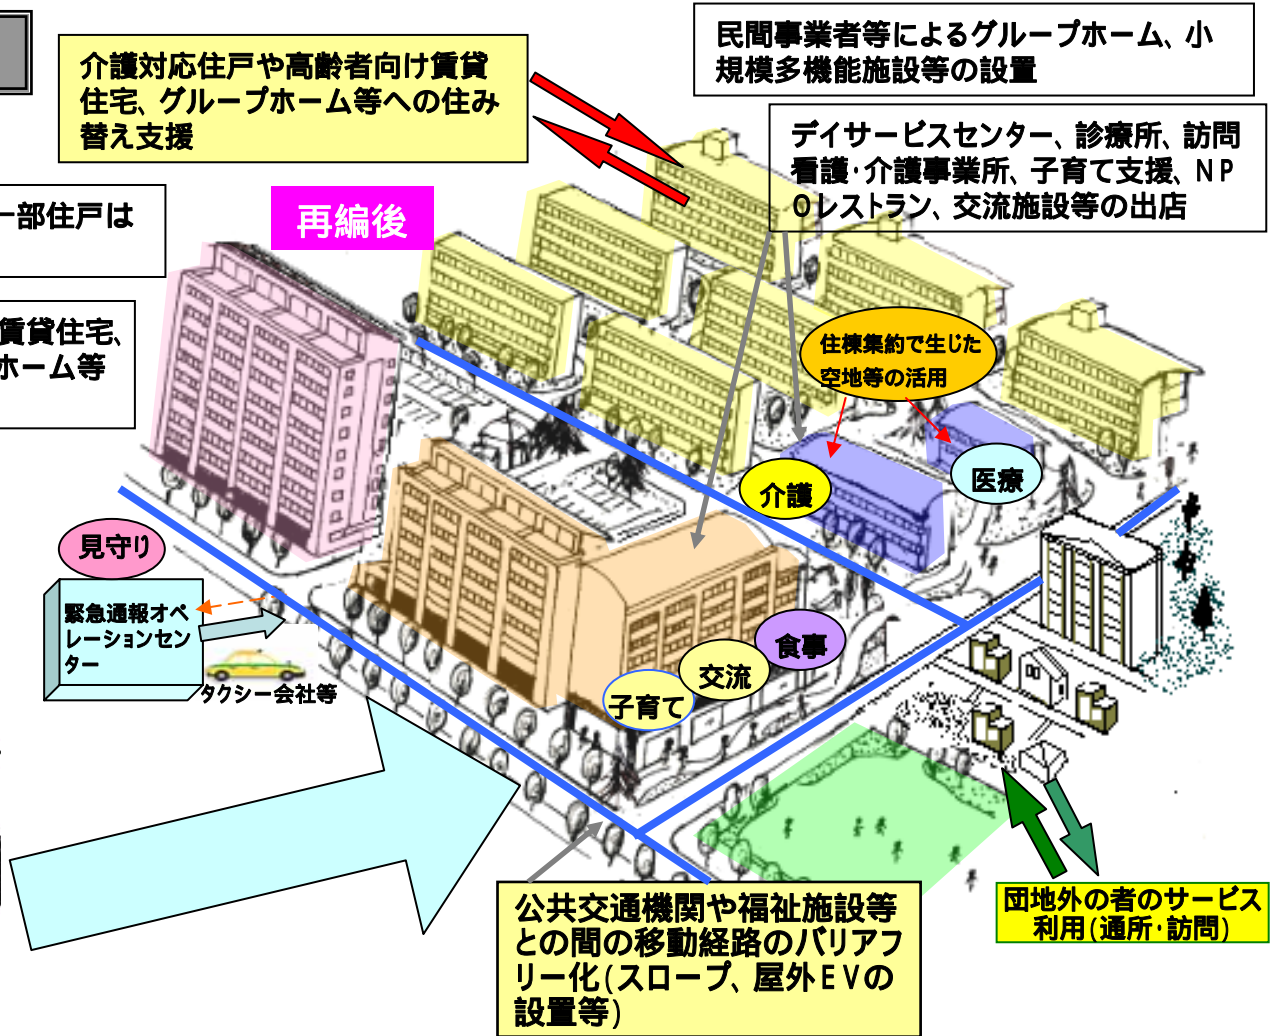 民間事業者等によるグループホーム、小
規模多機能施設等の設置
介護対応住戸や高齢者向け賃貸
住宅、グループホーム等への住み
替え支援
デイサービスセンター、診療所、訪問
看護・介護事業所、子育て支援、NP
Oレストラン、交流施設等の出店
一部住戸は
再編後
賃貸住宅、
ホーム等
住棟集約で生じた
空地等の活用
介護
医療
見守り
緊急通報オペ
レーションセン
ター
タクシー会社等
食事
交流
子育て
公共交通機関や福祉施設等
との間の移動経路のバリアフ
リー化(スロープ、屋外EVの
設置等)
団地外の者のサービス
利用(通所・訪問)